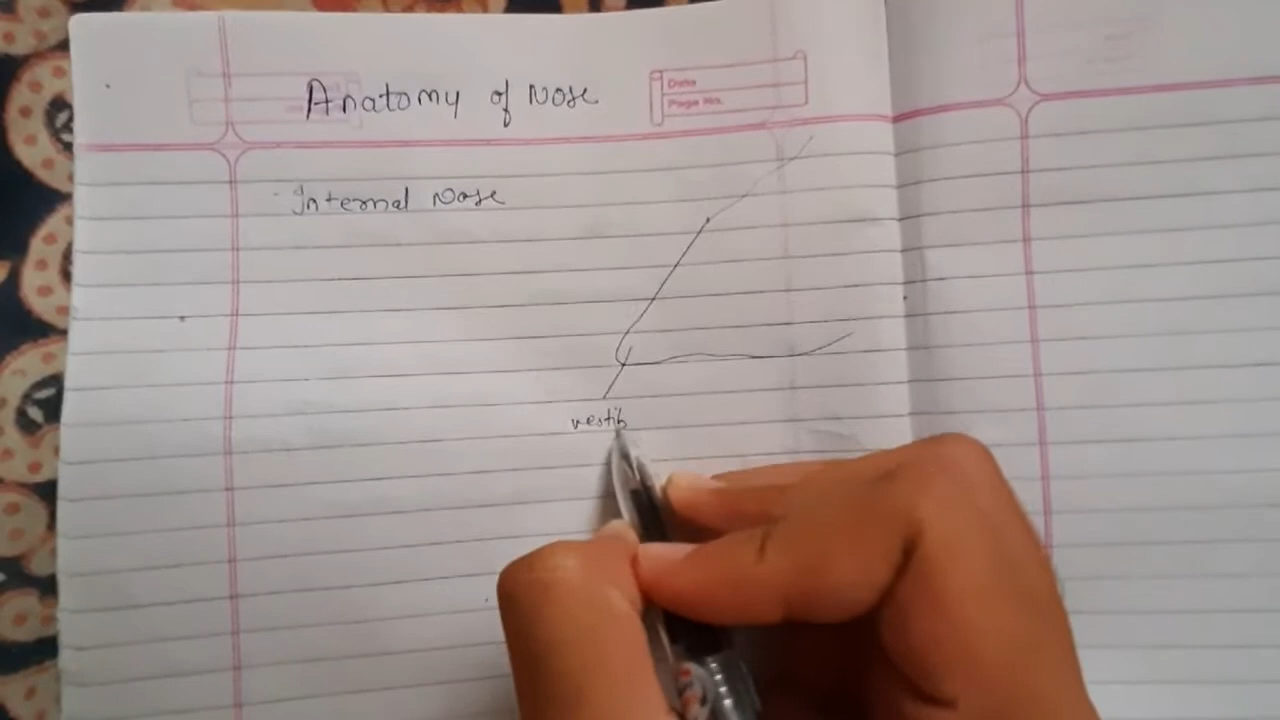 Anatomy of Nose
Date
Page No.
Internal Nose
vestib